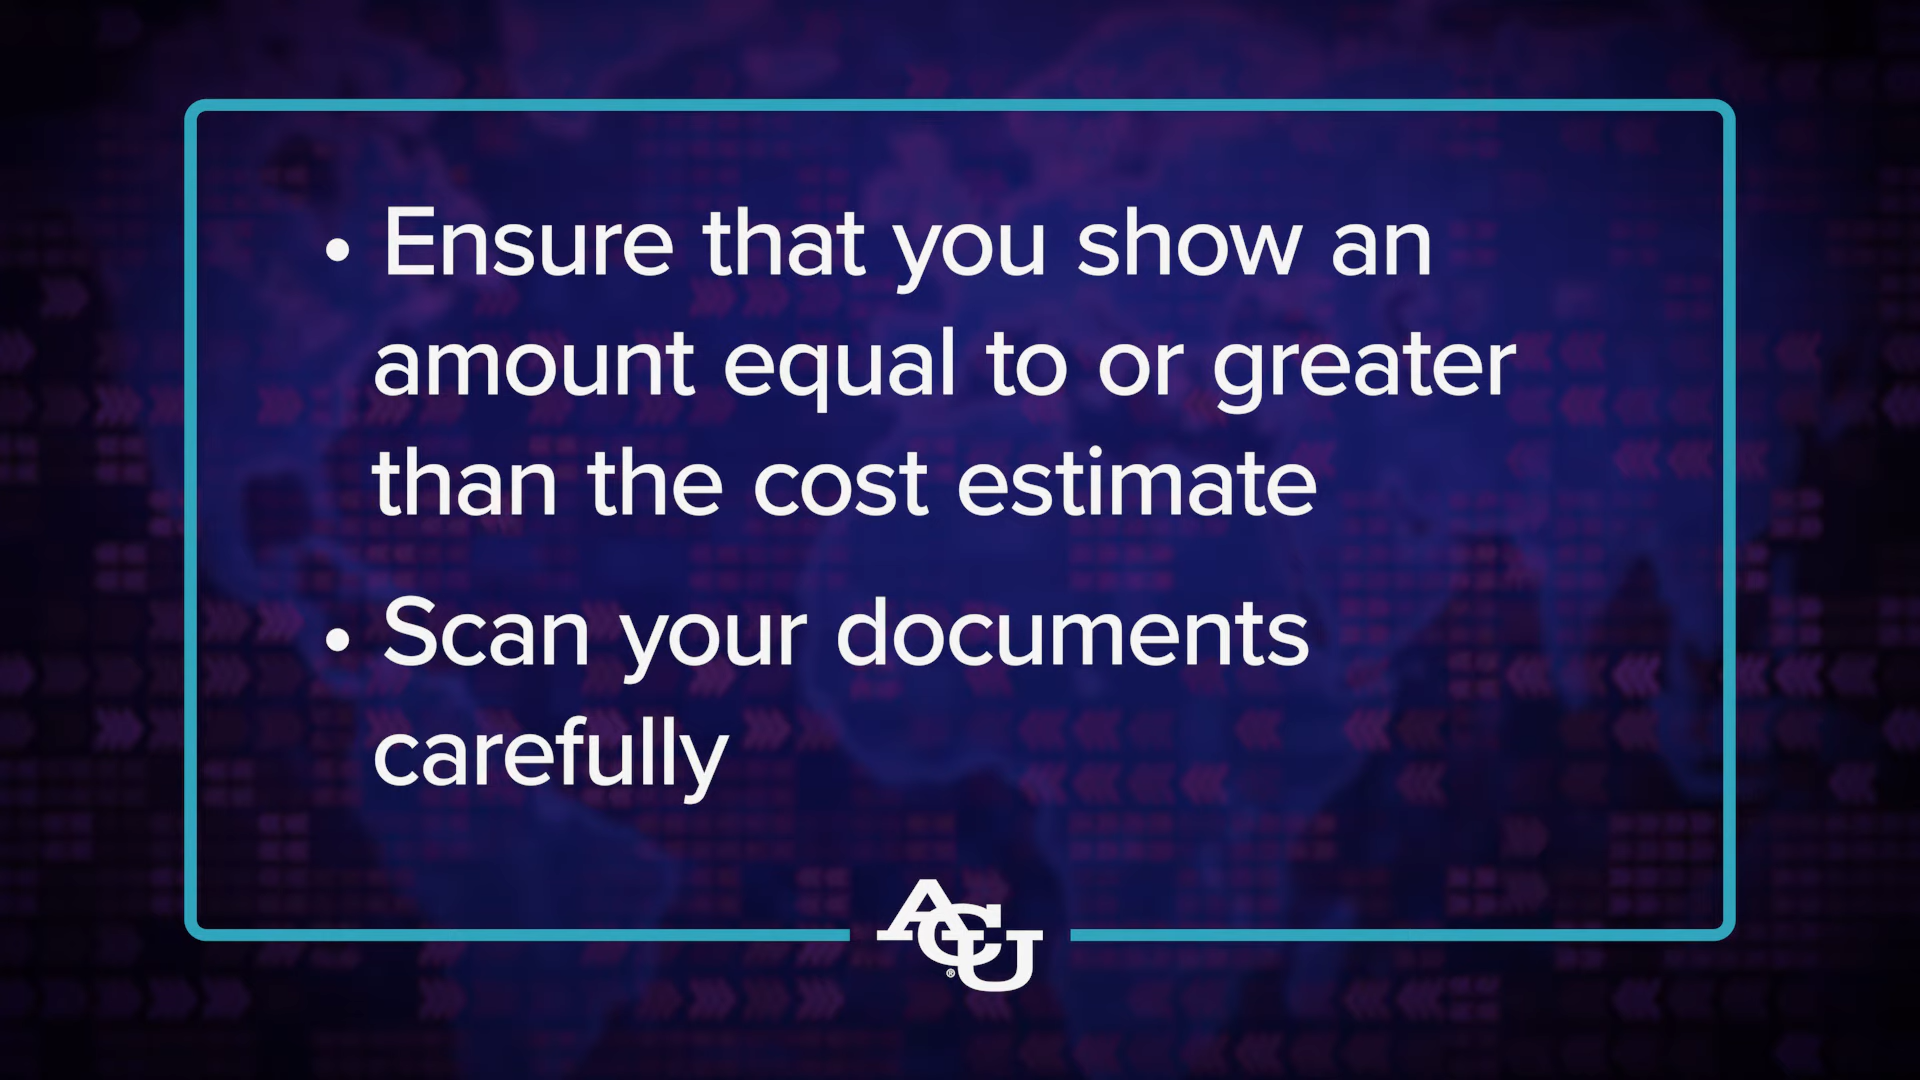 • Ensure that you show an
amount equal to or greater
than the cost estimate
• Scan your documents
carefully
ACU
®